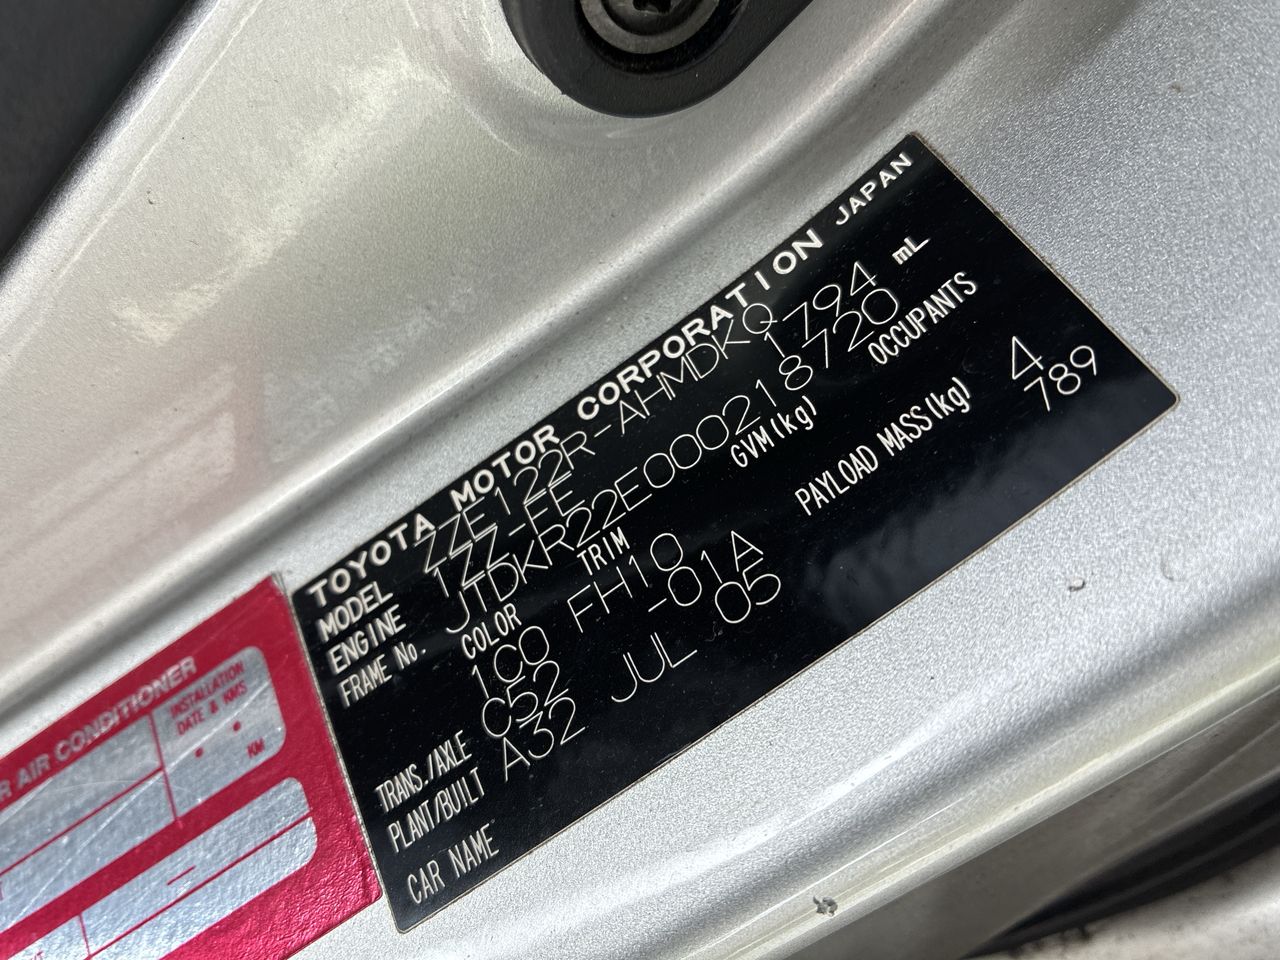 TOYOTA MOTOR CORPORATION JAPAN
MODEL ZZE122R-AHMDKQ
ENGINE 1ZZ-FE 1794 mL
FRAME No. JTDKR22E000218720
COLOR TRIM GVM(kg) OCCUPANTS
1C0 FH10 4
PAYLOAD MASS(kg) 789
TRANS./AXLE C52 -01A
PLANT/BUILT A32 JUL 05
CAR NAME
AIR CONDITIONER
INSTALLATION
DATE & KMS
KM